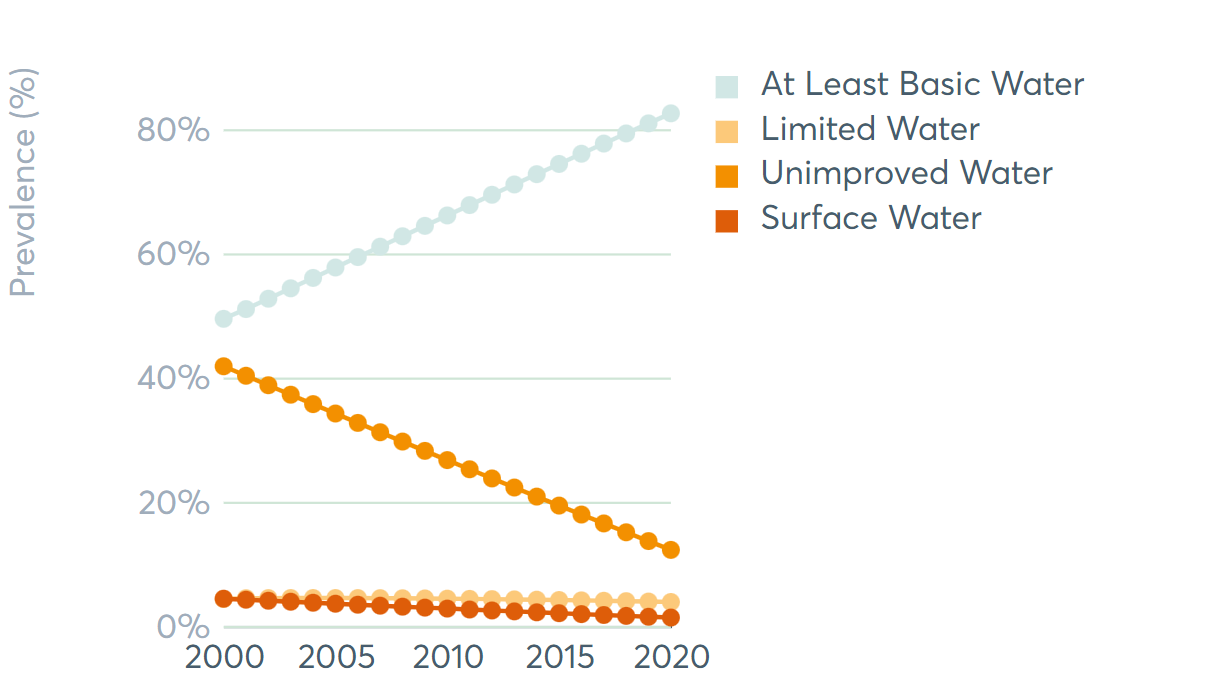 Prevalence (%)
80%
60%
40%
20%
0%
2000 2005 2010 2015 2020
At Least Basic Water
Limited Water
Unimproved Water
Surface Water